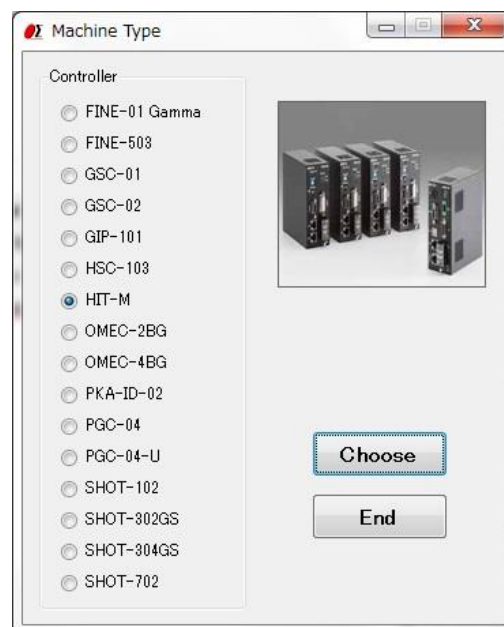 Machine Type
Controller
FINE-01 Gamma
FINE-503
GSC-01
GSC-02
GIP-101
HSC-103
HIT-M
OMEC-2BG
OMEC-4BG
PKA-ID-02
PGC-04
PGC-04-U
SHOT-102
SHOT-302GS
SHOT-304GS
SHOT-702
Choose
End